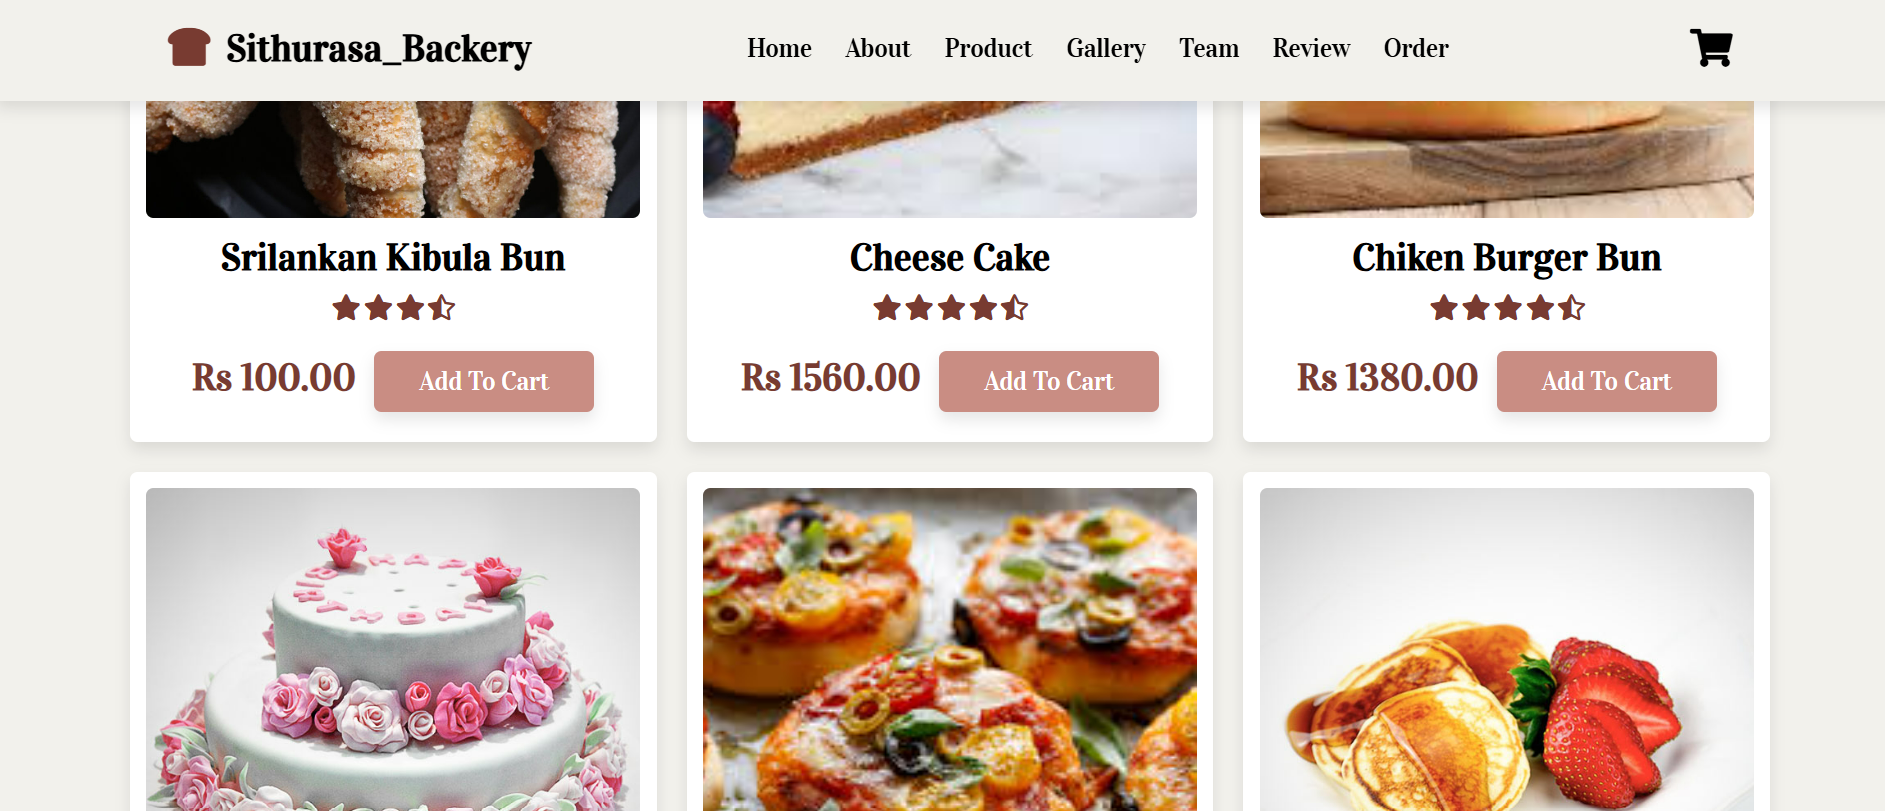 Sithurasa_Backery
Home About Product Gallery Team Review Order
Srilankan Kibula Bun
Rs 100.00 Add To Cart
Cheese Cake
Rs 1560.00 Add To Cart
Chiken Burger Bun
Rs 1380.00 Add To Cart